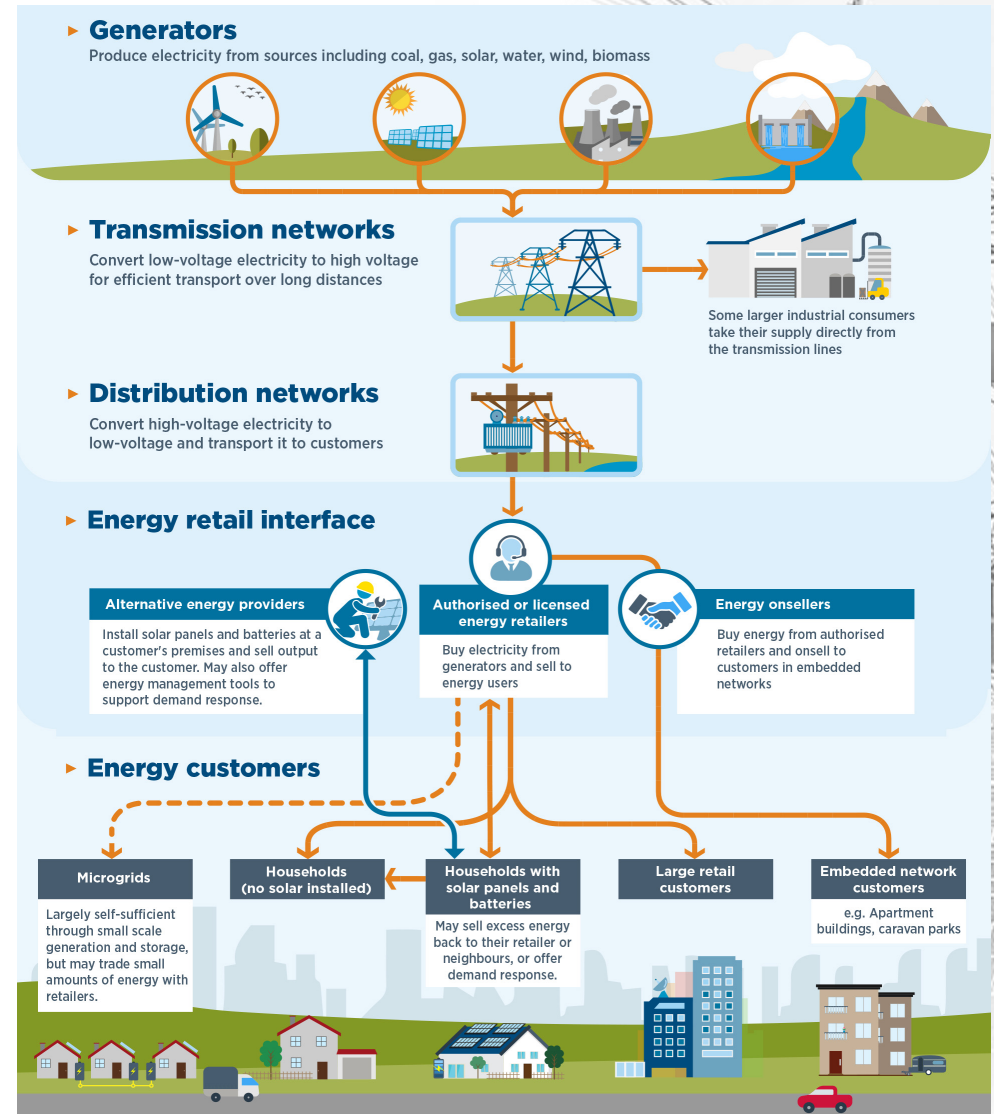 Generators
Produce electricity from sources including coal, gas, solar, water, wind, biomass
Transmission networks
Convert low-voltage electricity to high voltage
for efficient transport over long distances
Some larger industrial consumers
take their supply directly from
the transmission lines
Distribution networks
Convert high-voltage electricity to
low-voltage and transport it to customers
Energy retail interface
Alternative energy providers
Install solar panels and batteries at a
customer's premises and sell output
to the customer. May also offer
energy management tools to
support demand response.
Authorised or licensed
energy retailers
Buy electricity from
generators and sell to
energy users
Energy onsellers
Buy energy from authorised
retailers and onsell to
customers in embedded
networks
Energy customers
Microgrids
Largely self-sufficient
through small scale
generation and storage,
but may trade small
amounts of energy with
retailers.
Households
(no solar installed)
Households with
solar panels and
batteries
May sell excess energy
back to their retailer or
neighbours, or offer
demand response.
Large retail
customers
Embedded network
customers
e.g. Apartment
buildings, caravan parks